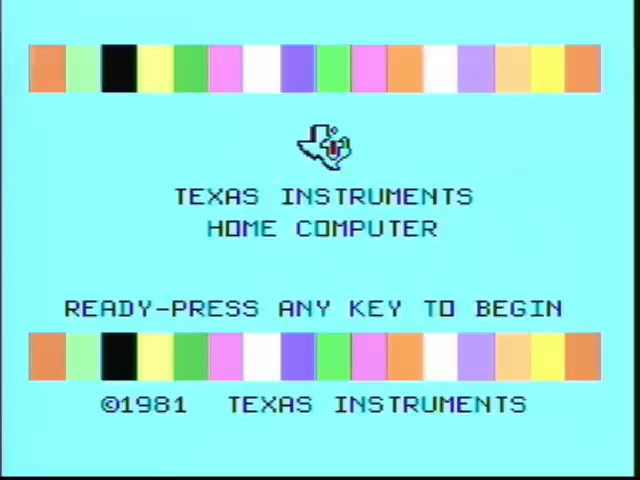 TEXAS INSTRUMENTS
HOME COMPUTER
READY-PRESS ANY KEY TO BEGIN
©1981 TEXAS INSTRUMENTS